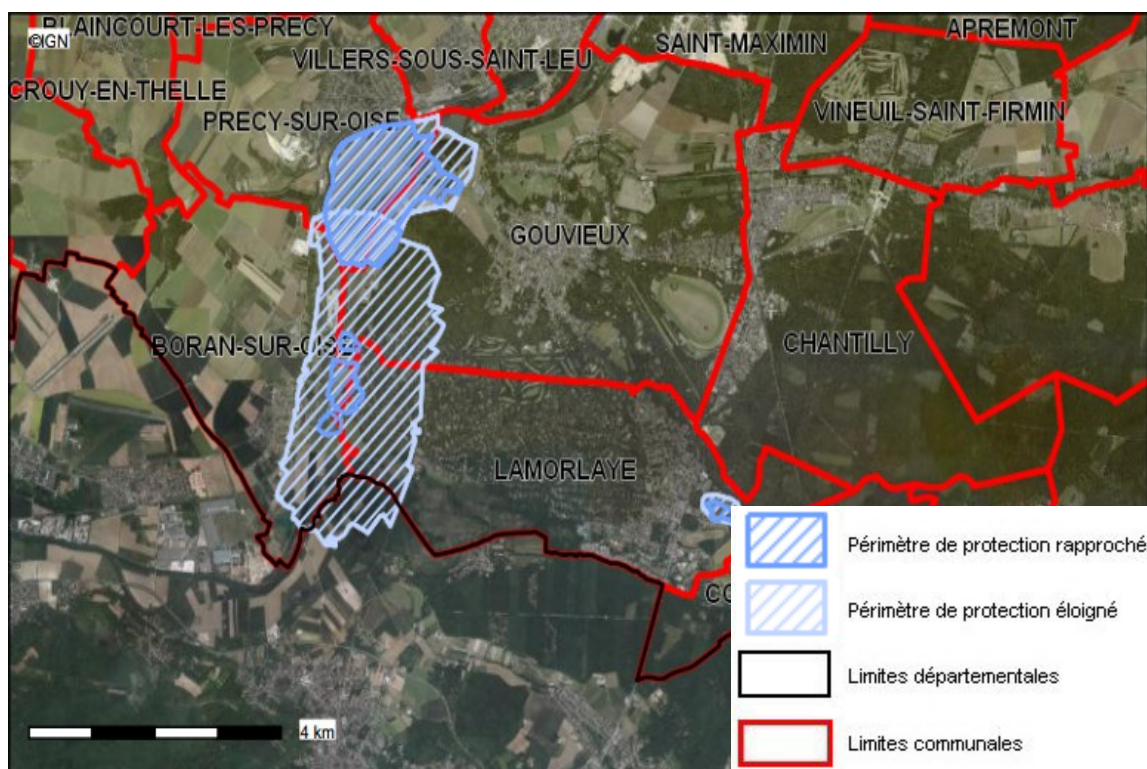 BLAINCOURT-LES-PRECY
©IGN
VILLERS-SOUS-SAINT-LEU
SAINT-MAXIMIN
APREMONT
CROUY-EN-THELLE
PRECY-SUR-OISE
VINEUIL-SAINT-FIRMIN
GOUVIEUX
BORAN-SUR-OISE
CHANTILLY
LAMORLAYE
CO
4 km
Périmètre de protection rapproché
Périmètre de protection éloigné
Limites départementales
Limites communales